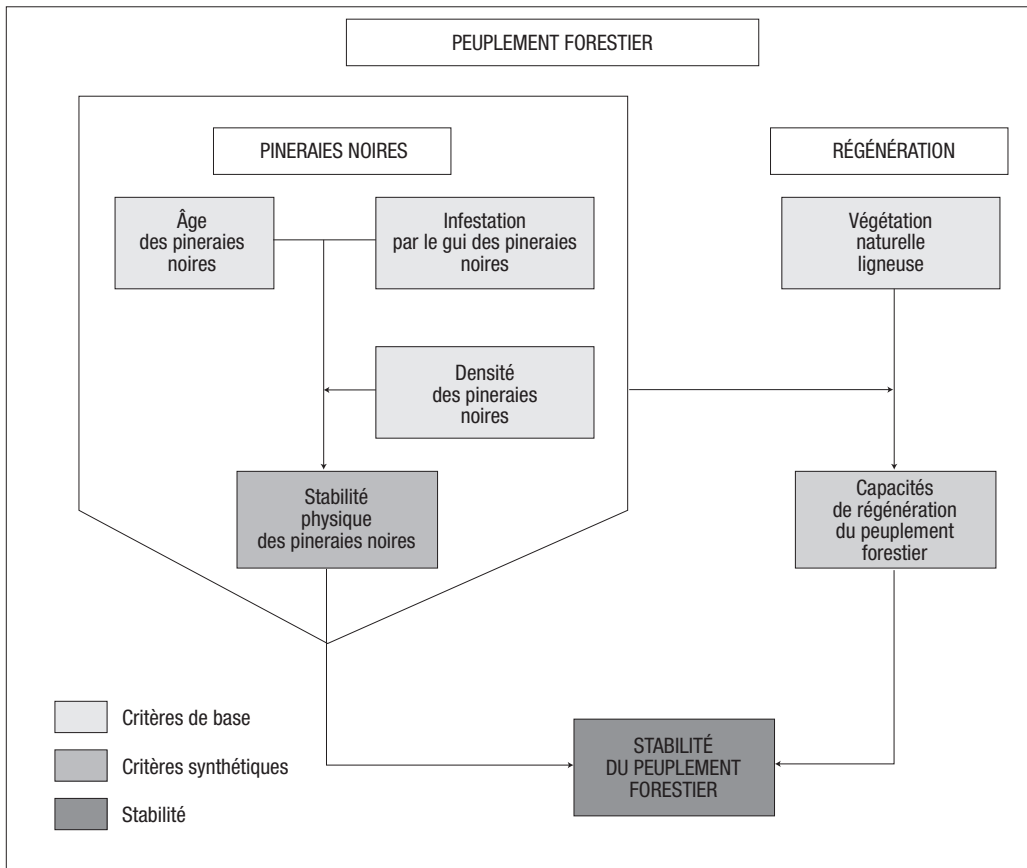 PEUPLEMENT FORESTIER
PINERAIES NOIRES
RÉGÉNÉRATION
Âge
des pineraies
noires
Infestation
par le gui des pineraies
noires
Végétation
naturelle
ligneuse
Densité
des pineraies
noires
Stabilité
physique
des pineraies noires
Capacités
de régénération
du peuplement
forestier
STABILITÉ
DU PEUPLEMENT
FORESTIER
Critères de base
Critères synthétiques
Stabilité